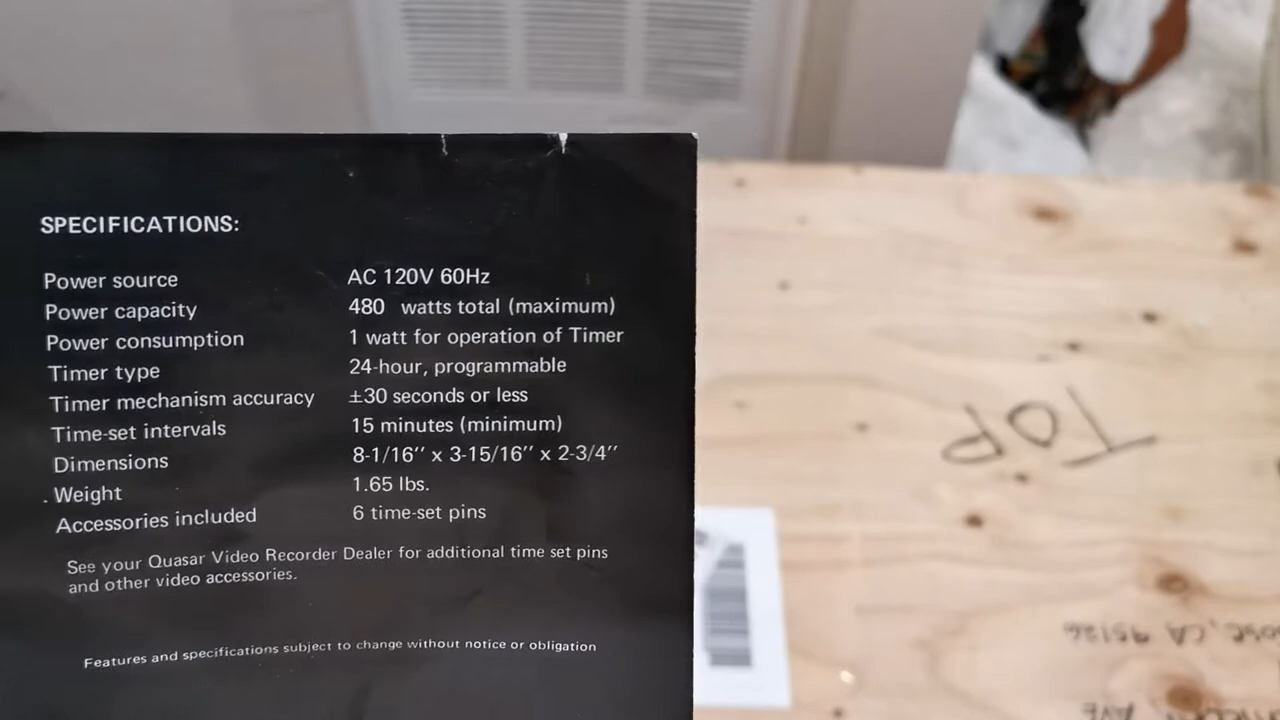 SPECIFICATIONS:
Power source AC 120V 60Hz
Power capacity 480 watts total (maximum)
Power consumption 1 watt for operation of Timer
Timer type 24-hour, programmable
Timer mechanism accuracy ±30 seconds or less
Time-set intervals 15 minutes (minimum)
Dimensions 8-1/16″ x 3-15/16″ x 2-3/4″
Weight 1.65 lbs.
Accessories included 6 time-set pins
See your Quasar Video Recorder Dealer for additional time set pins
and other video accessories.
Features and specifications subject to change without notice or obligation
TOP
CA 95126
AVE